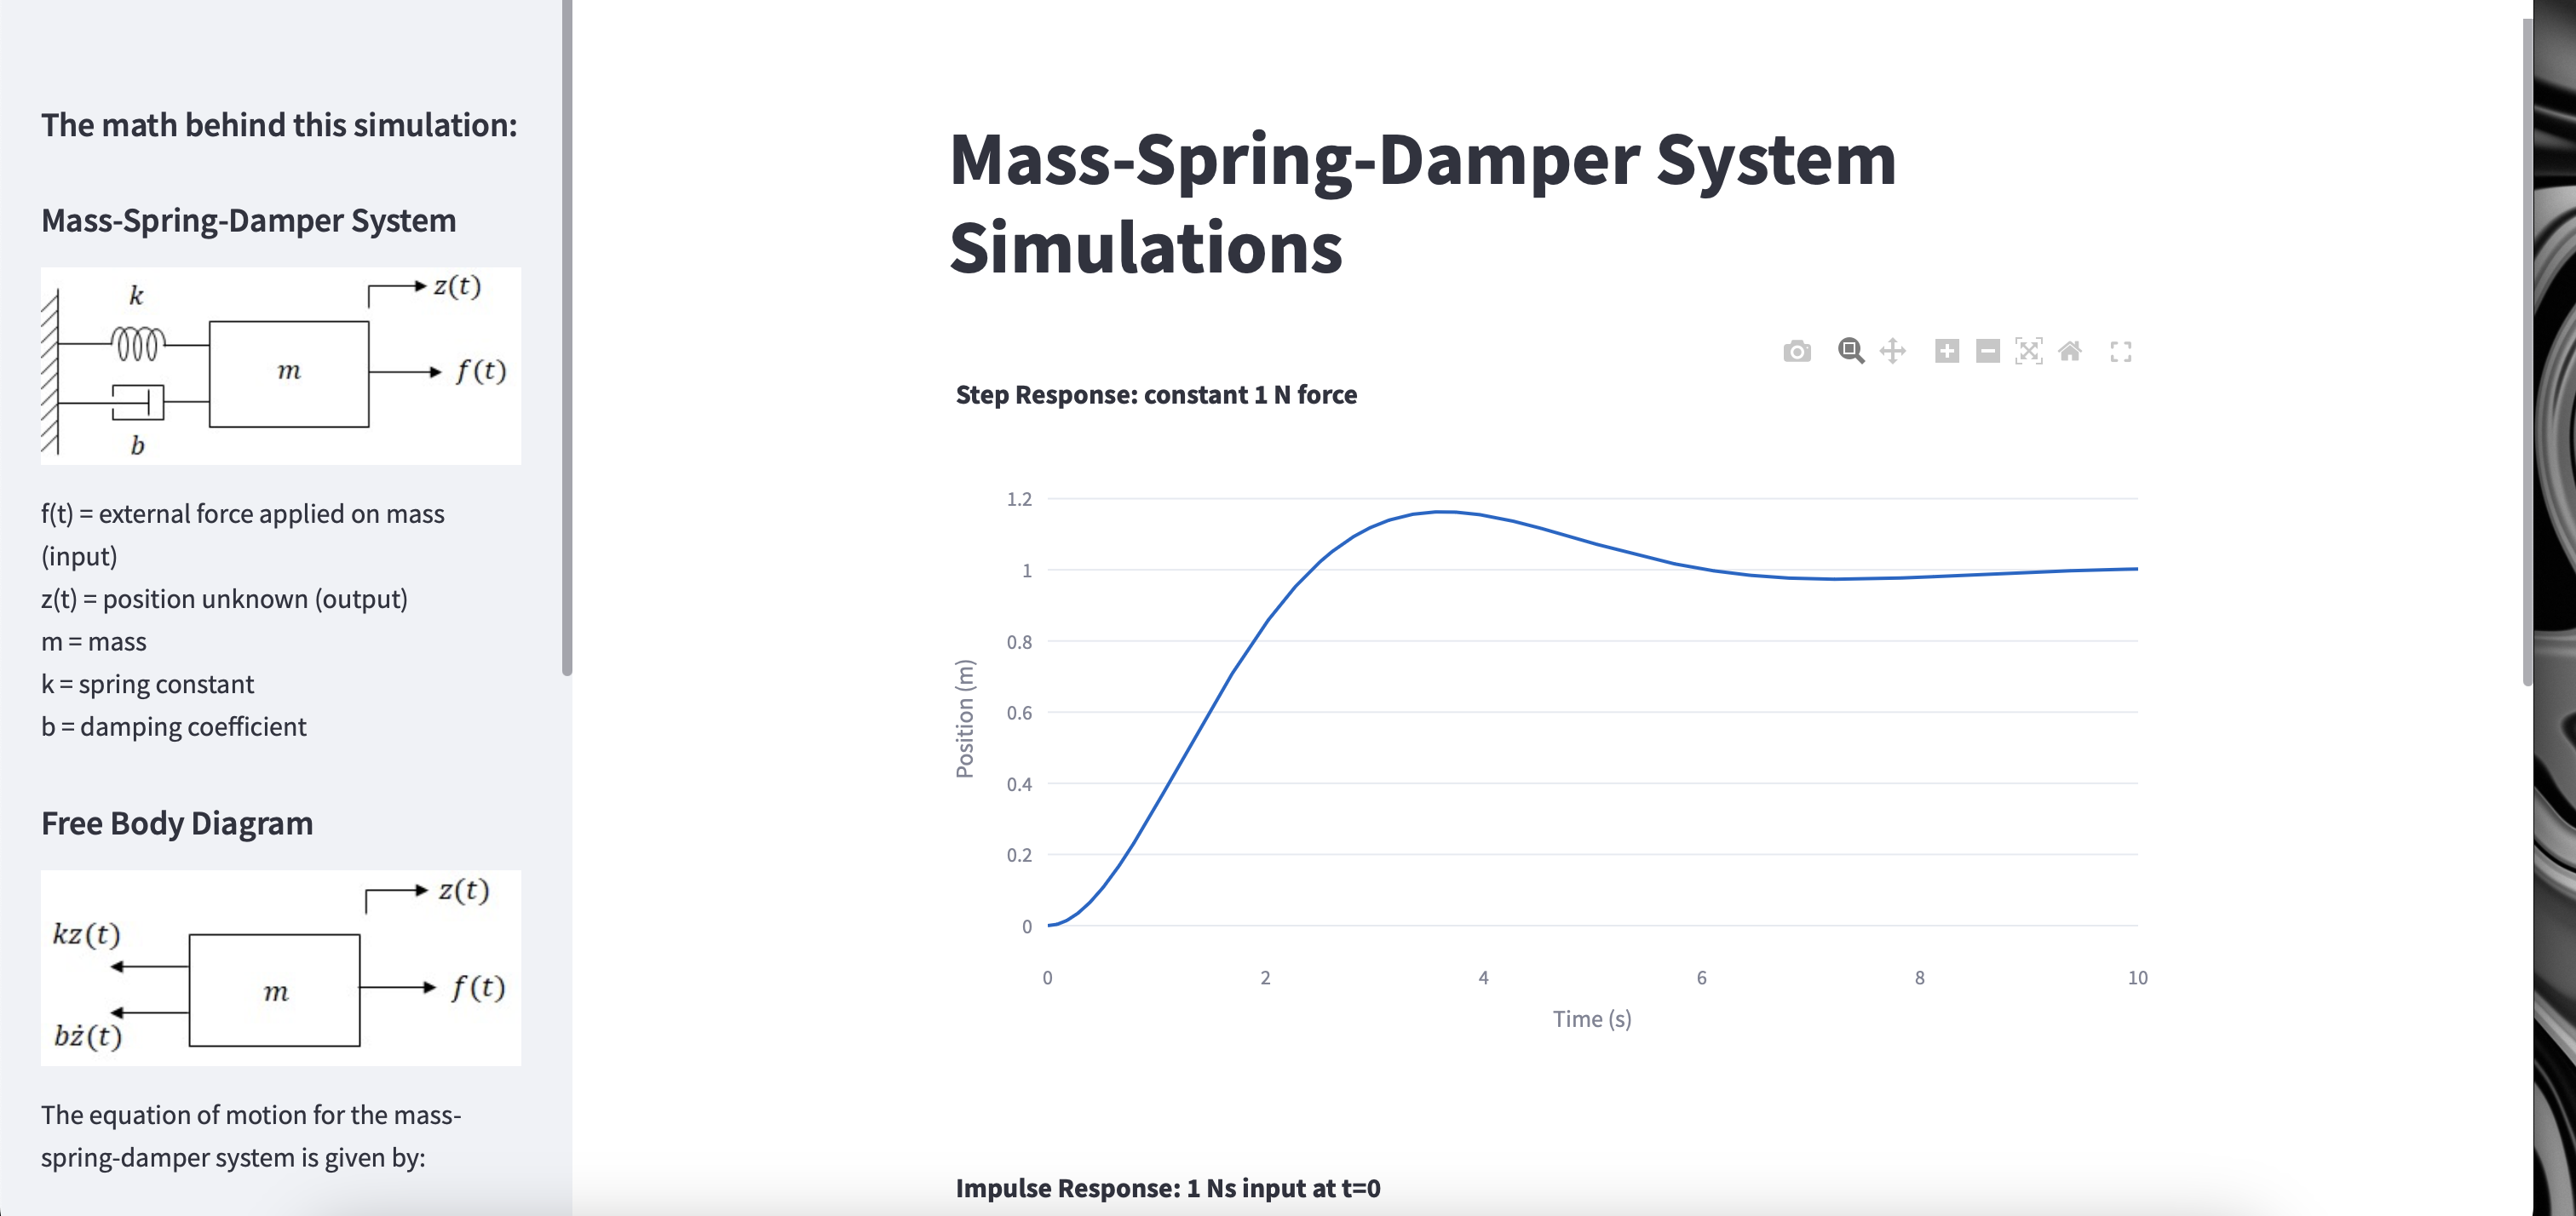 The math behind this simulation:
Mass-Spring-Damper System
k
z(t)
m
f(t)
b
f(t) = external force applied on mass
(input)
z(t) = position unknown (output)
m = mass
k = spring constant
b = damping coefficient
Free Body Diagram
z(t)
kz(t)
m
f(t)
bż(t)
The equation of motion for the mass-
spring-damper system is given by:
Mass-Spring-Damper System
Simulations
Step Response: constant 1 N force
1.2
1
0.8
0.6
0.4
0.2
0
Position (m)
0 2 4 6 8 10
Time (s)
Impulse Response: 1 Ns input at t=0